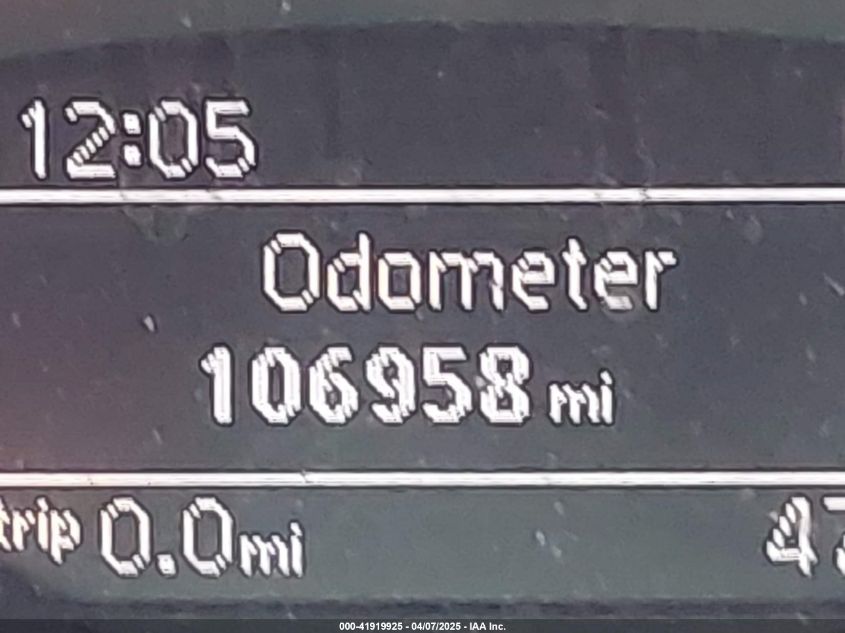 12:05
Odometer
106958 mi
trip 0.0mi
000-41919925 - 04/07/2025 - IAA Inc.